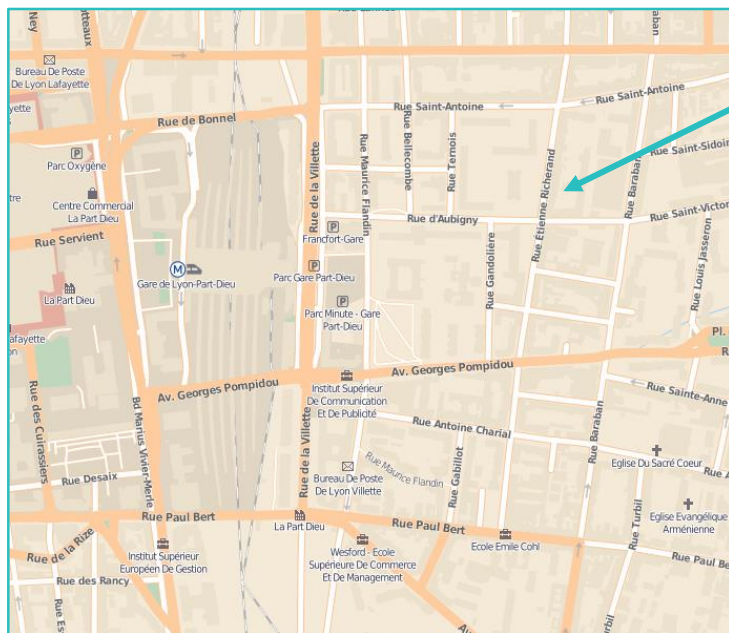 Ney
otteaux
raban
Bureau De Poste
De Lyon Lafayette
Rue Saint-Antoine
Rue Saint-Antoine
Rue de Bonnel
Rue Maurice Flandin
Rue Bellecombe
Rue Ternois
Rue Étienne Richerand
Rue Baraban
Rue Saint-Sidoin
Parc Oxygène
Centre Commercial
La Part Dieu
Rue de la Villette
Rue d'Aubigny
Rue Saint-Victor
Rue Servient
Francfort-Gare
Rue Gandolière
Rue Louis Jasseron
M
Gare de Lyon-Part-Dieu
Parc Gare Part-Dieu
La Part Dieu
Parc Minute - Gare
Part-Dieu
Lafayette
Pl.
Av. Georges Pompidou
Av. Georges Pompidou
Institut Supérieur
De Communication
Et De Publicité
Rue Sainte-Anne
Rue des Cuirassiers
Bd Marius Vivier-Merle
Rue de la Villette
Rue Antoine Charial
Rue Baraban
Eglise Du Sacré Coeur
Rue Maurice Flandin
Rue Gabillot
Rue Desaix
Bureau De Poste
De Lyon Villette
Rue Turbil
Eglise Evangélique
Arménienne
Rue Paul Bert
La Part Dieu
Rue Paul Bert
Ecole Emile Cohl
Rue Paul Bert
Rue de la Rize
Institut Supérieur
Européen De Gestion
Wesford - Ecole
Supérieure De Commerce
Et De Management
Rue des Rancy